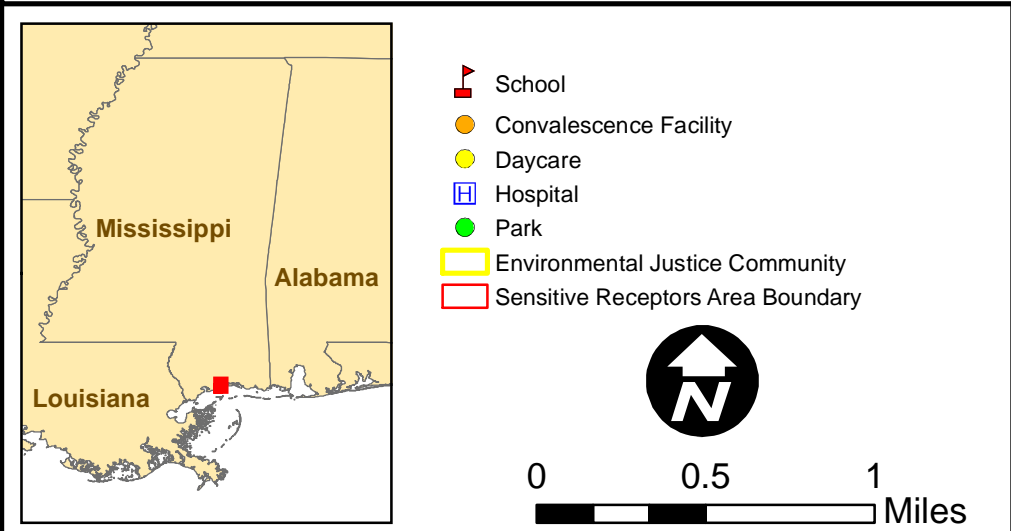 Mississippi
Alabama
Louisiana
School
Convalescence Facility
Daycare
H Hospital
Park
Environmental Justice Community
Sensitive Receptors Area Boundary
N
0 0.5 1
Miles